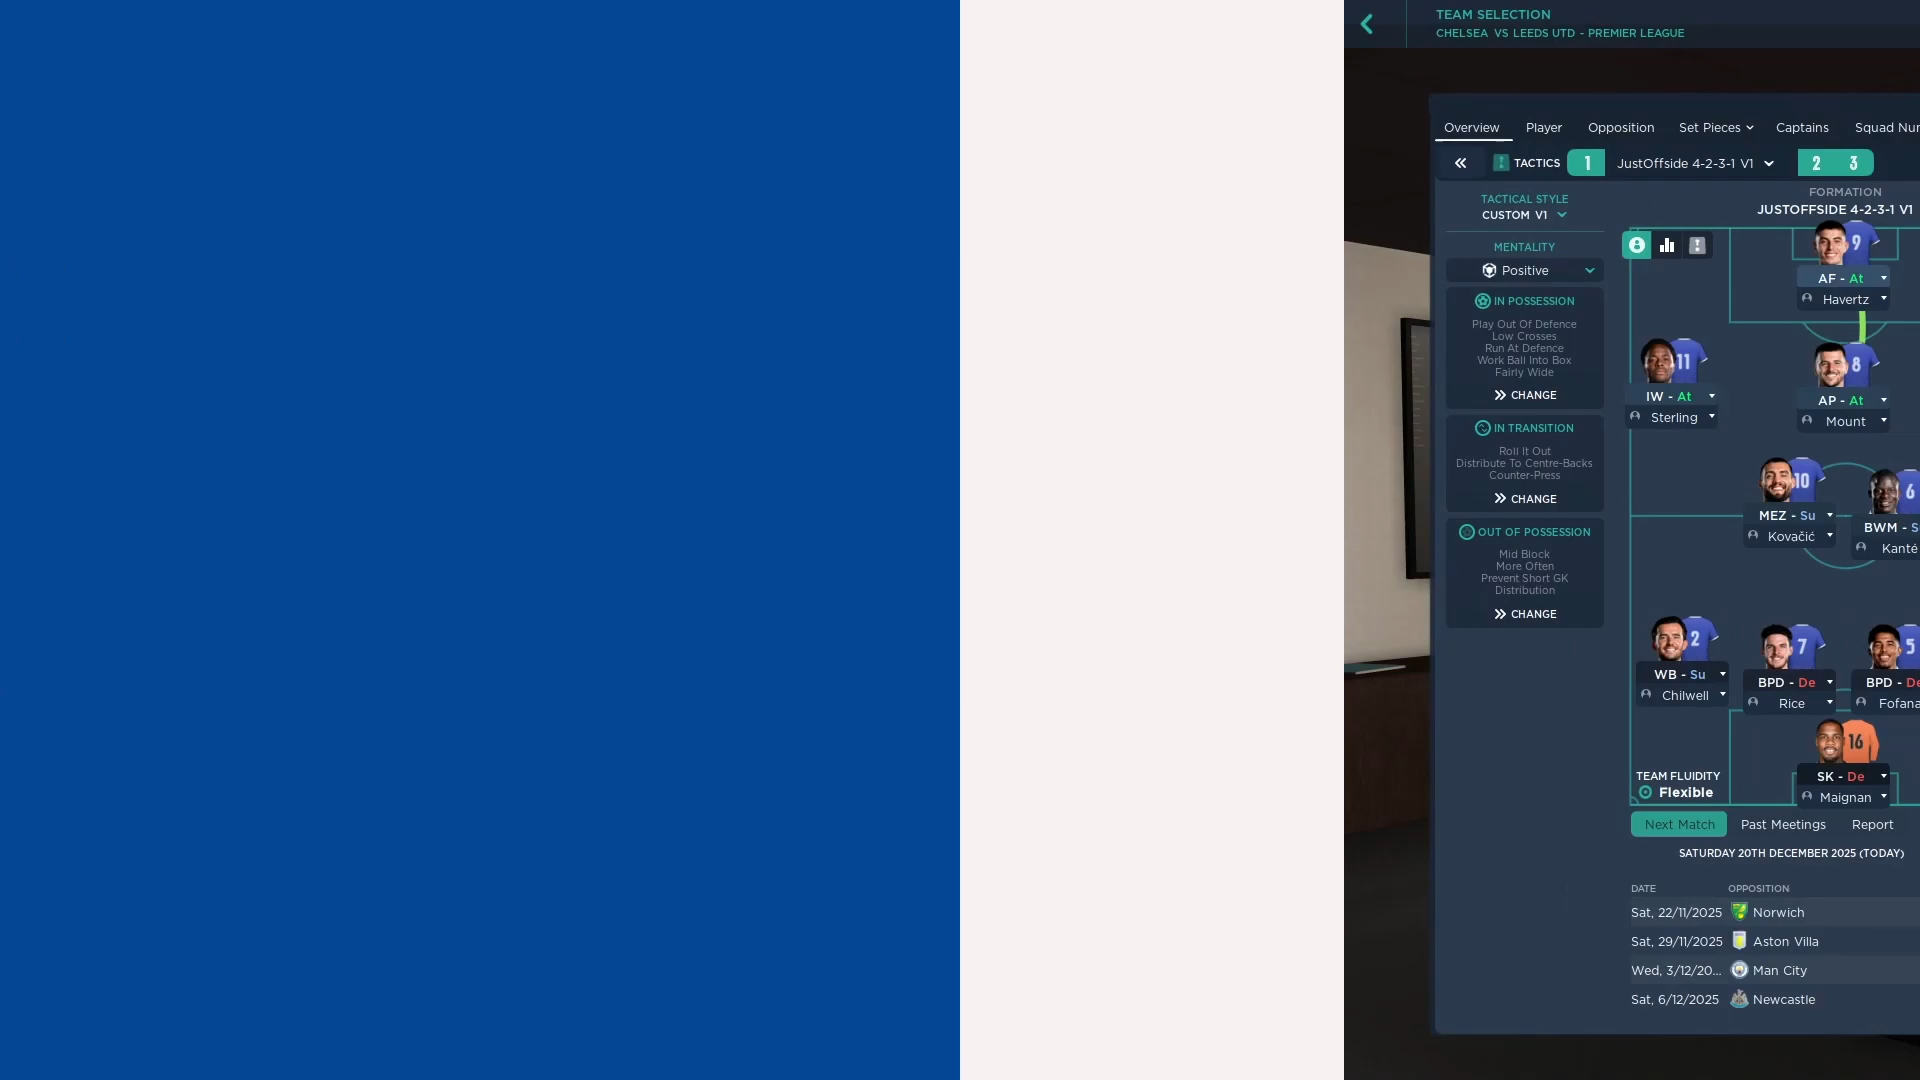 TEAM SELECTION
CHELSEA VS LEEDS UTD - PREMIER LEAGUE
Overview Player Opposition Set Pieces Captains Squad Nur
TACTICS 1 JustOffside 4-2-3-1 V1 2 3
TACTICAL STYLE
CUSTOM V1
MENTALITY
Positive
IN POSSESSION
Play Out Of Defence
Low Crosses
Run At Defence
Work Ball Into Box
Fairly Wide
CHANGE
IN TRANSITION
Roll It Out
Distribute To Centre-Backs
Counter-Press
CHANGE
OUT OF POSSESSION
Mid Block
More Often
Prevent Short GK
Distribution
CHANGE
FORMATION
JUSTOFFSIDE 4-2-3-1 V1
9
AF - At
Havertz
11
IW - At
Sterling
8
AP - At
Mount
10
MEZ - Su
Kovačić
6
BWM - S
Kanté
2
WB - Su
Chilwell
7
BPD - De
Rice
5
BPD - De
Fofana
16
SK - De
Maignan
TEAM FLUIDITY
Flexible
Next Match Past Meetings Report
SATURDAY 20TH DECEMBER 2025 (TODAY)
DATE OPPOSITION
Sat, 22/11/2025 Norwich
Sat, 29/11/2025 Aston Villa
Wed, 3/12/20... Man City
Sat, 6/12/2025 Newcastle